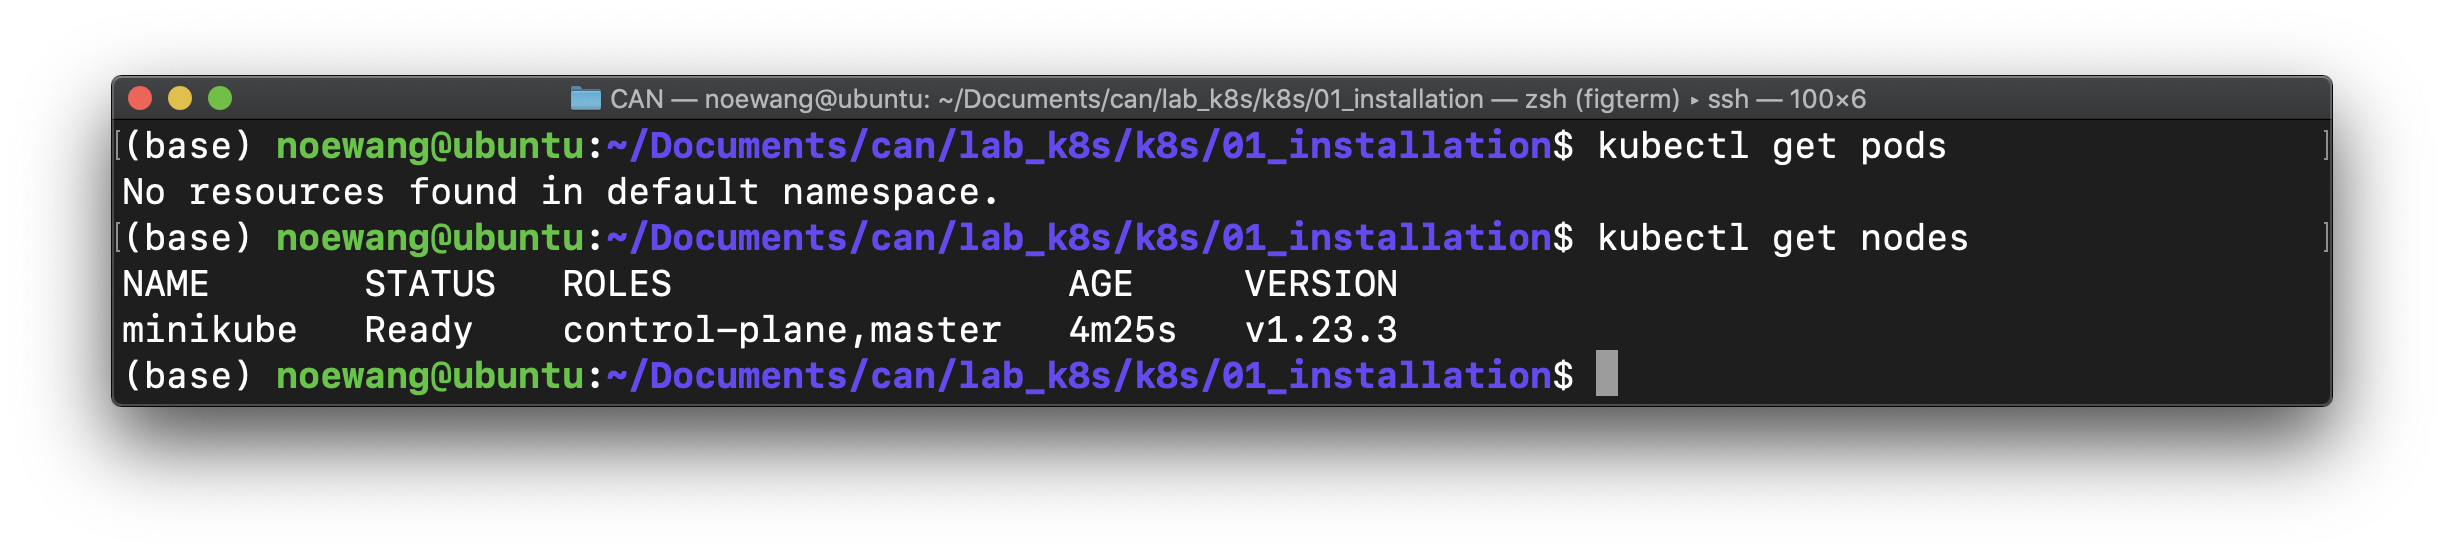 CAN — noewang@ubuntu: ~/Documents/can/lab_k8s/k8s/01_installation — zsh (figterm) ▸ ssh — 100×6
[(base) noewang@ubuntu:~/Documents/can/lab_k8s/k8s/01_installation$ kubectl get pods ]
No resources found in default namespace.
[(base) noewang@ubuntu:~/Documents/can/lab_k8s/k8s/01_installation$ kubectl get nodes ]
NAME STATUS ROLES AGE VERSION
minikube Ready control-plane,master 4m25s v1.23.3
(base) noewang@ubuntu:~/Documents/can/lab_k8s/k8s/01_installation$